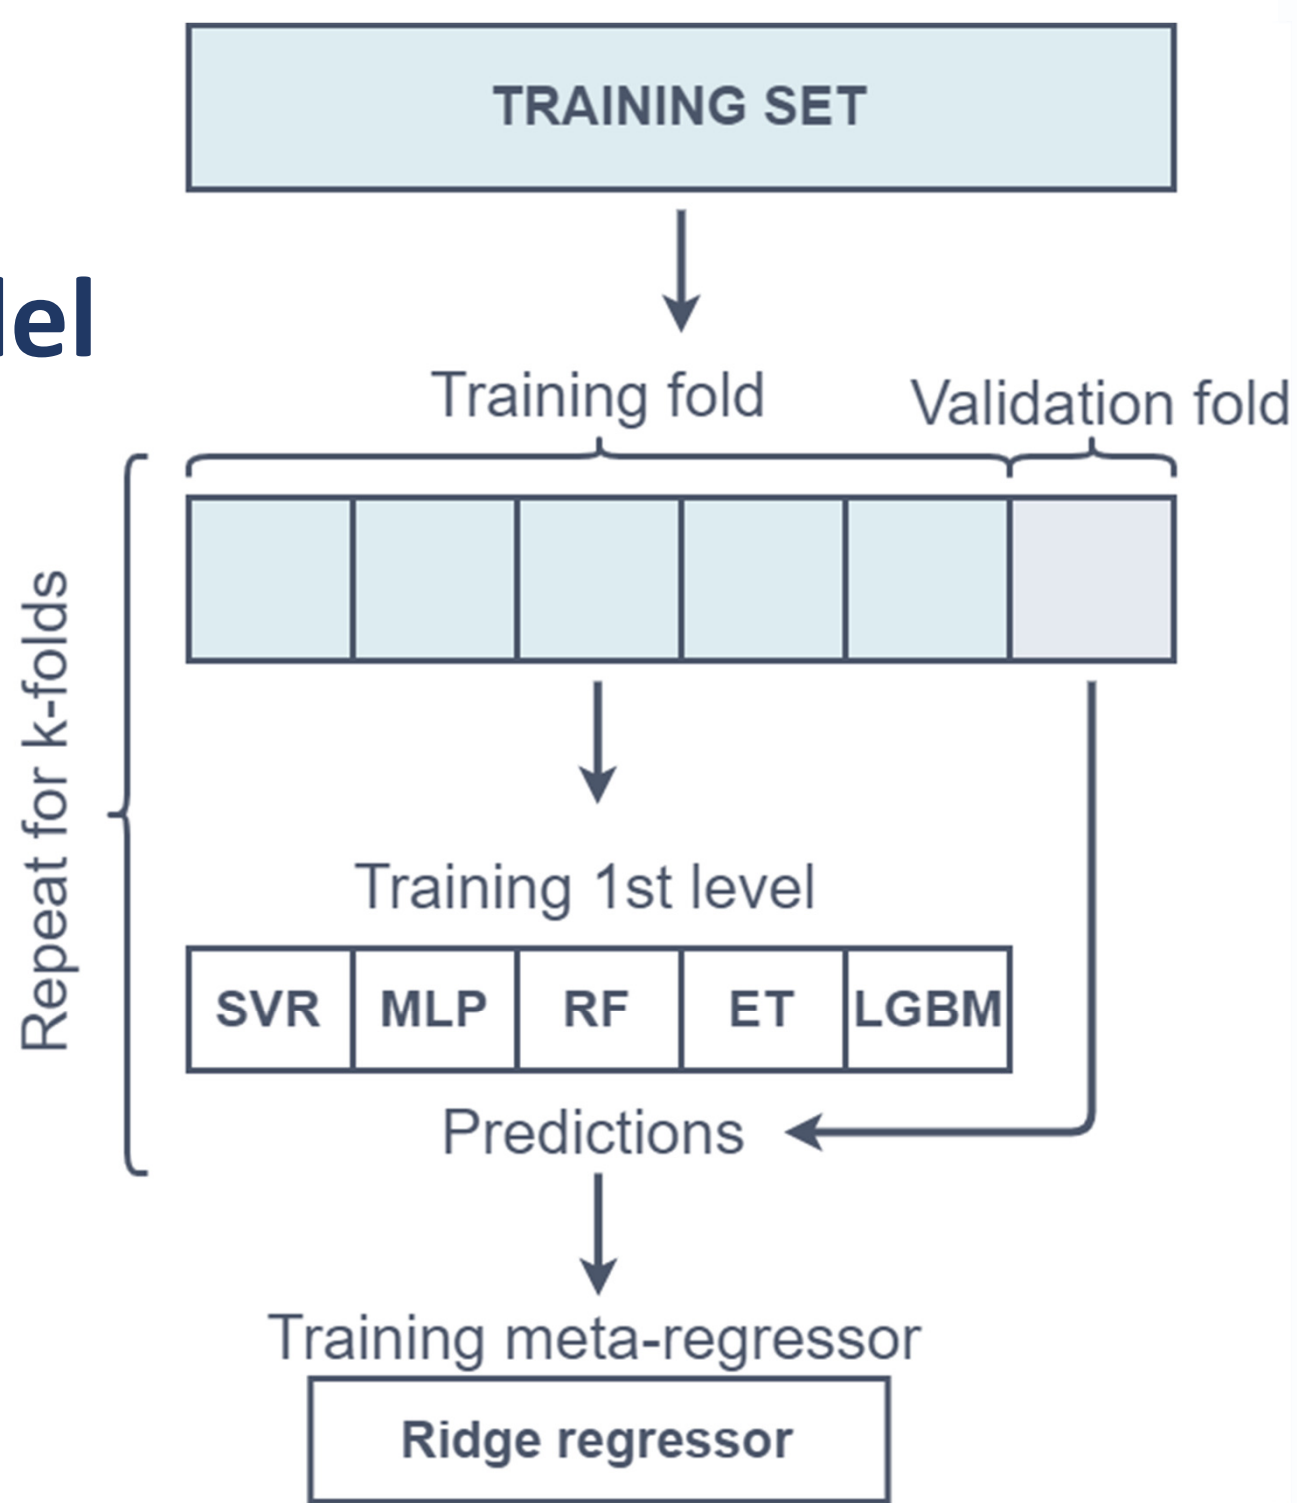 TRAINING SET
Training fold
Validation fold
Repeat for k-folds
Training 1st level
SVR MLP RF ET LGBM
Predictions
Training meta-regressor
Ridge regressor